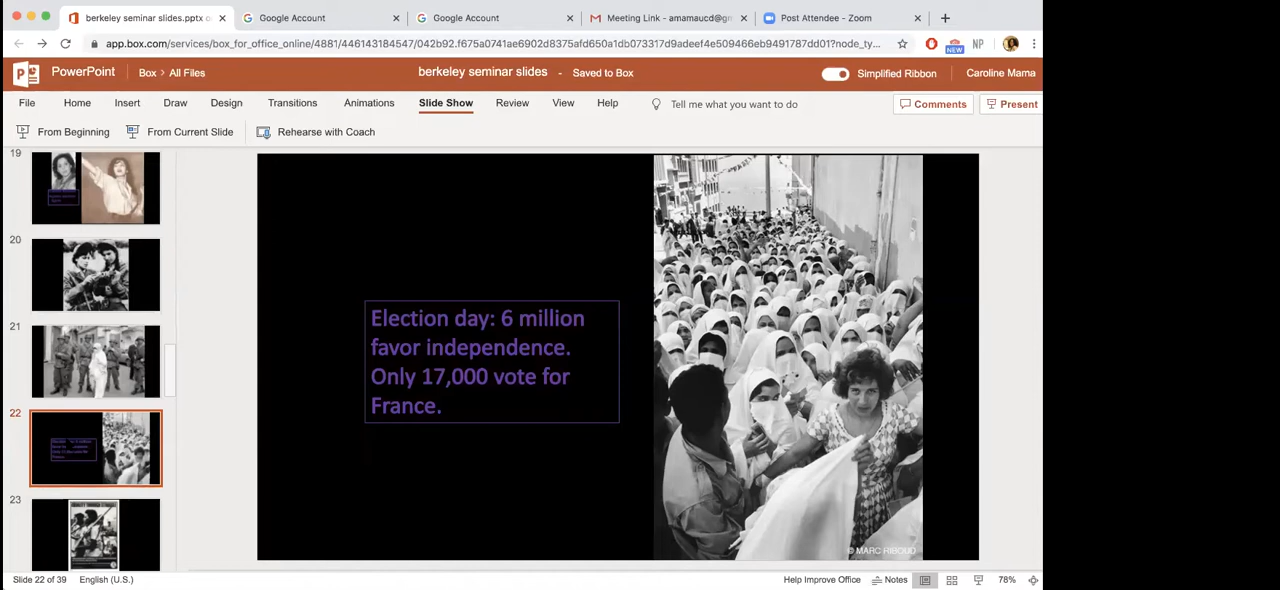 berkeley seminar slides.pptx o
Google Account
Google Account
Meeting Link - amamaucd@gm
Post Attendee - Zoom
app.box.com/services/box_for_office_online/4881/446143184547/042b92.f675a0741ae6902d8375afd650a1db073317d9adeef4e509466eb9491787dd01?node_ty...
NEW
NP
PowerPoint
Box > All Files
berkeley seminar slides - Saved to Box
Simplified Ribbon
Caroline Mama
File Home Insert Draw Design Transitions Animations Slide Show Review View Help
Tell me what you want to do
Comments
Present
From Beginning
From Current Slide
Rehearse with Coach
19
20
21
22
23
Election day: 6 million
favor independence.
Only 17,000 vote for
France.
© MARC RIBOUD
Slide 22 of 39
English (U.S.)
Help Improve Office
Notes
78%